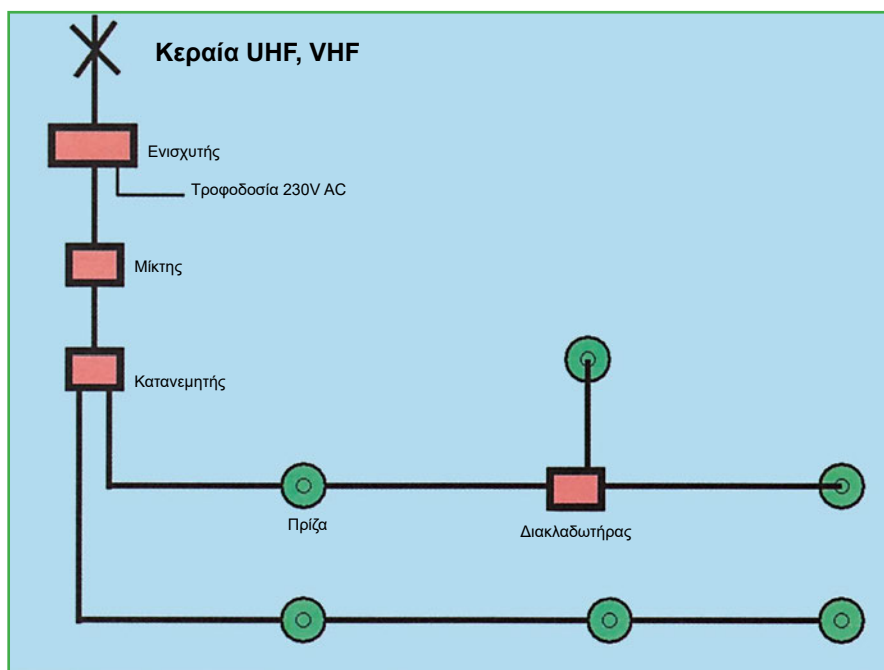 Κεραία UHF, VHF
Ενισχυτής
Τροφοδοσία 230V AC
Μίκτης
Κατανεμητής
Πρίζα
Διακλαδωτήρας